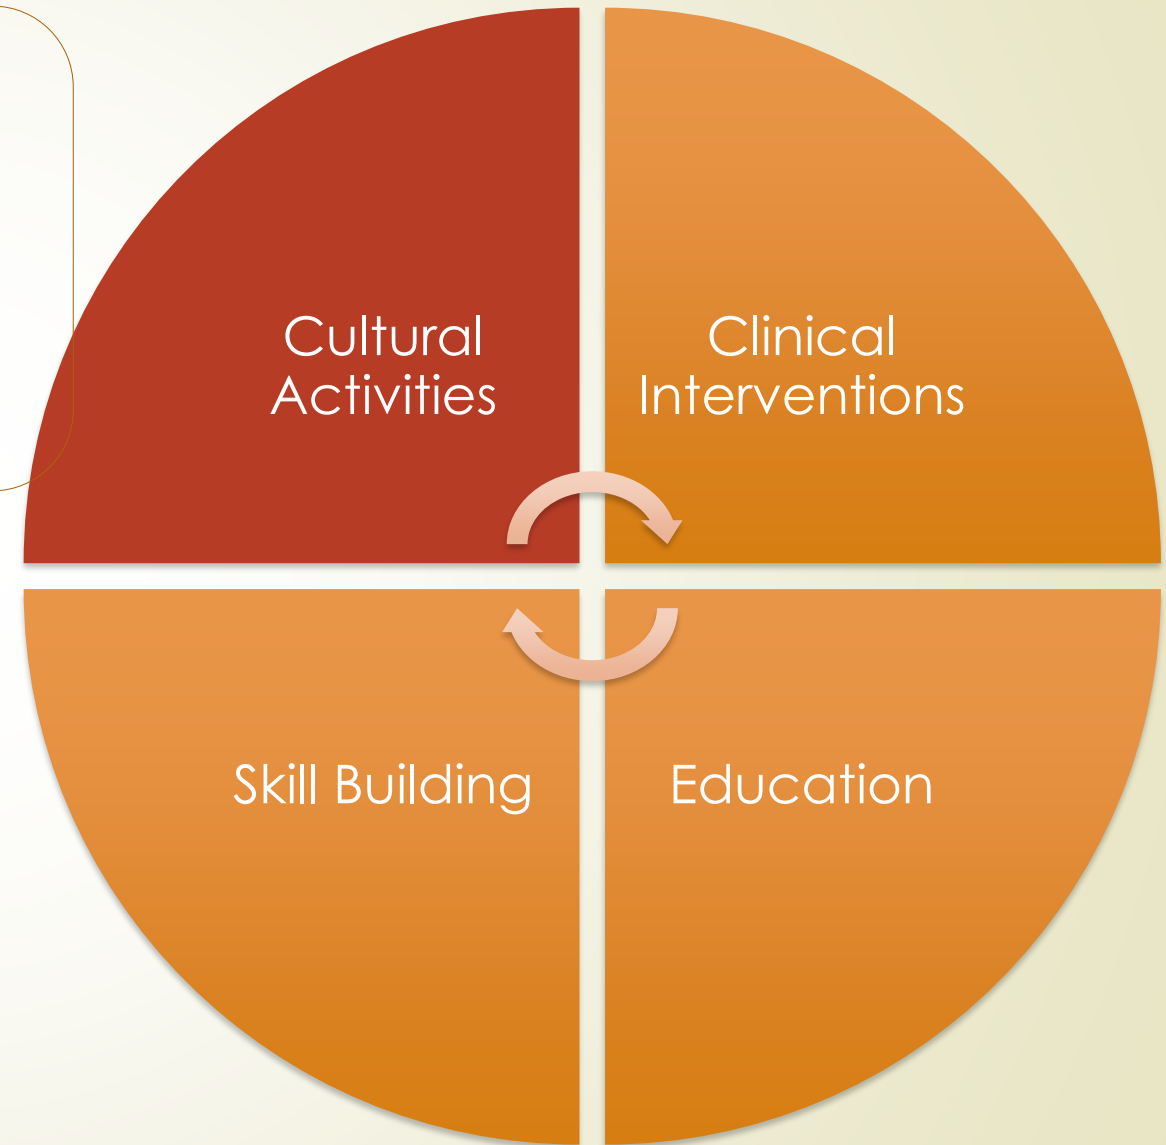 Cultural
Activities
Clinical
Interventions
Skill Building
Education